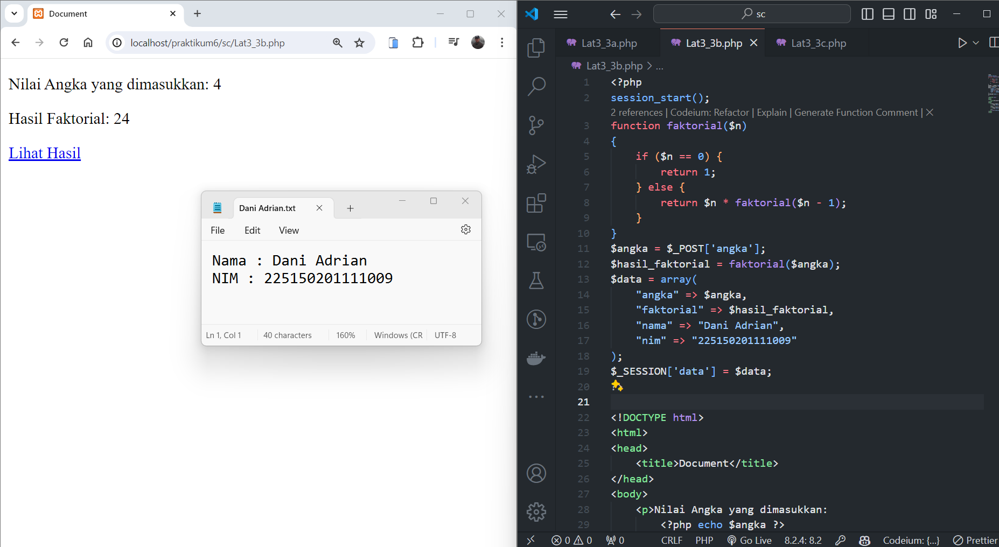 Document
localhost/praktikum6/sc/Lat3_3b.php
Nilai Angka yang dimasukkan: 4
Hasil Faktorial: 24
Lihat Hasil
Dani Adrian.txt
File Edit View
Nama : Dani Adrian
NIM : 225150201111009
Ln 1, Col 1 40 characters 160% Windows (CR UTF-8
sc
Lat3_3a.php Lat3_3b.php Lat3_3c.php
Lat3_3b.php > ...
1 <?php
2 session_start();
2 references | Codeium: Refactor | Explain | Generate Function Comment | ×
3 function faktorial($n)
4 {
5 if ($n == 0) {
6 return 1;
7 } else {
8 return $n * faktorial($n - 1);
9 }
10 }
11 $angka = $_POST['angka'];
12 $hasil_faktorial = faktorial($angka);
13 $data = array(
14 "angka" => $angka,
15 "faktorial" => $hasil_faktorial,
16 "nama" => "Dani Adrian",
17 "nim" => "225150201111009"
18 );
19 $_SESSION['data'] = $data;
20
21
22 <!DOCTYPE html>
23 <html>
24 <head>
25 <title>Document</title>
26 </head>
27 <body>
28 <p>Nilai Angka yang dimasukkan:
29 <?php echo $angka ?>
0 0 0 CRLF PHP Go Live 8.2.4: 8.2 Codeium: {...} Prettier